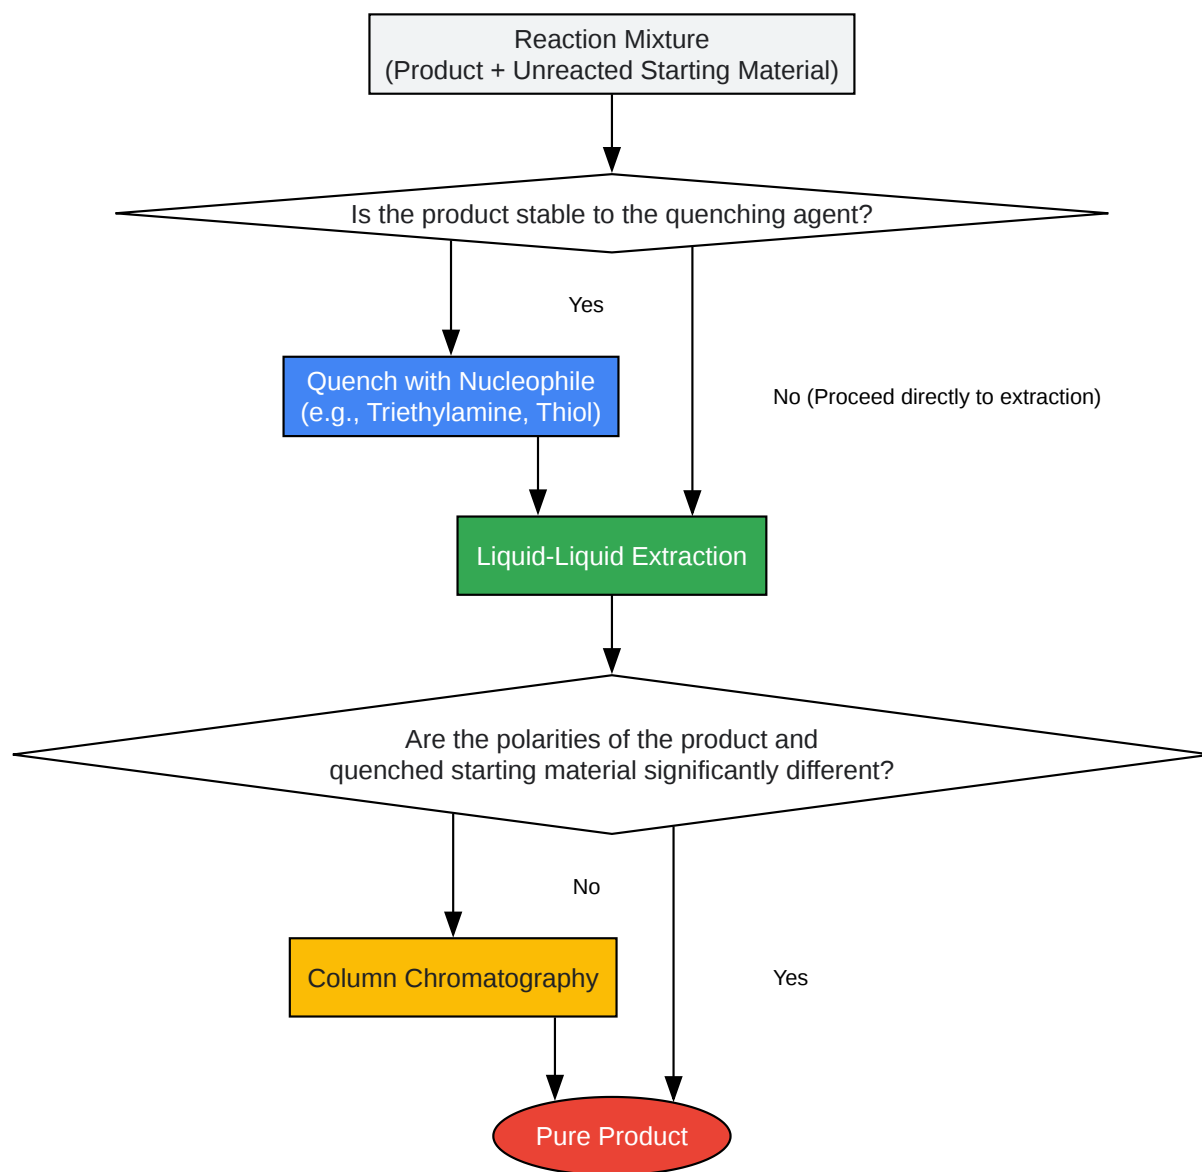 Reaction Mixture
(Product + Unreacted Starting Material)
Is the product stable to the quenching agent?
Yes
Quench with Nucleophile
(e.g., Triethylamine, Thiol)
No (Proceed directly to extraction)
Liquid-Liquid Extraction
Are the polarities of the product and
quenched starting material significantly different?
No
Column Chromatography
Yes
Pure Product